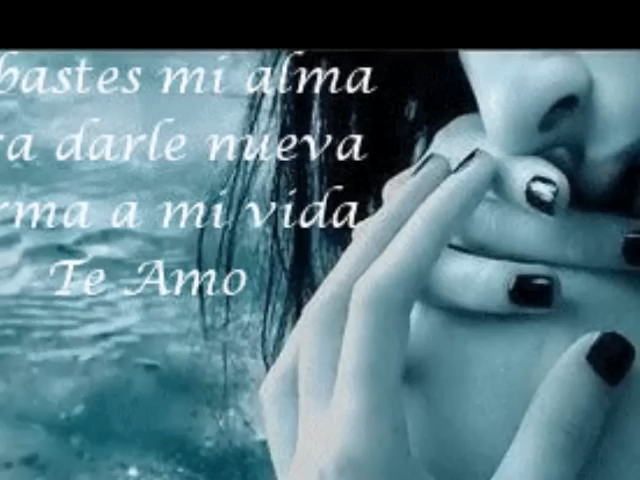 bastes mi alma
ra darle nueva
rma a mi vida
Te Amo